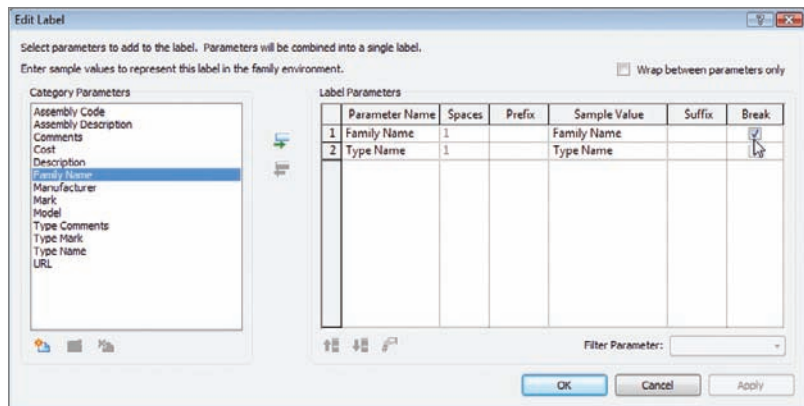 Edit Label
Select parameters to add to the label. Parameters will be combined into a single label.
Enter sample values to represent this label in the family environment.
Wrap between parameters only
Category Parameters
Assembly Code
Assembly Description
Comments
Cost
Description
Family Name
Manufacturer
Mark
Model
Type Comments
Type Mark
Type Name
URL
Label Parameters
Parameter Name Spaces Prefix Sample Value Suffix Break
1 Family Name 1 Family Name
2 Type Name 1 Type Name
Filter Parameter:
OK Cancel Apply